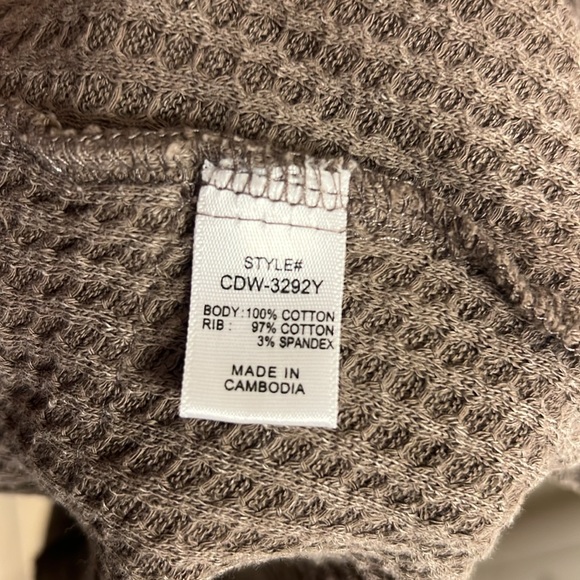 STYLE#
CDW-3292Y
BODY: 100% COTTON
RIB: 97% COTTON
3% SPANDEX
MADE IN
CAMBODIA